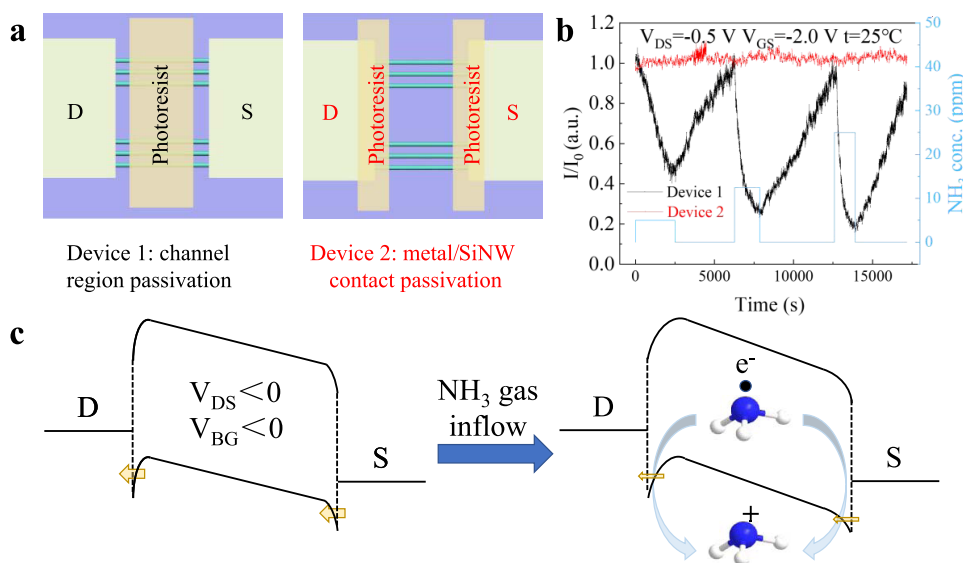 a
D
Photoresist
S
D
Photoresist
Photoresist
S
Device 1: channel
region passivation
Device 2: metal/SiNW
contact passivation
b
V_DS=-0.5 V V_GS=-2.0 V t=25℃
1.2
1.0
0.8
0.6
0.4
0.2
0.0
I/I₀ (a.u.)
50
40
30
20
10
0
NH₃ conc. (ppm)
Device 1
Device 2
0
5000
10000
15000
Time (s)
c
D
V_DS<0
V_BG<0
S
NH₃ gas
inflow
D
e⁻
S
+